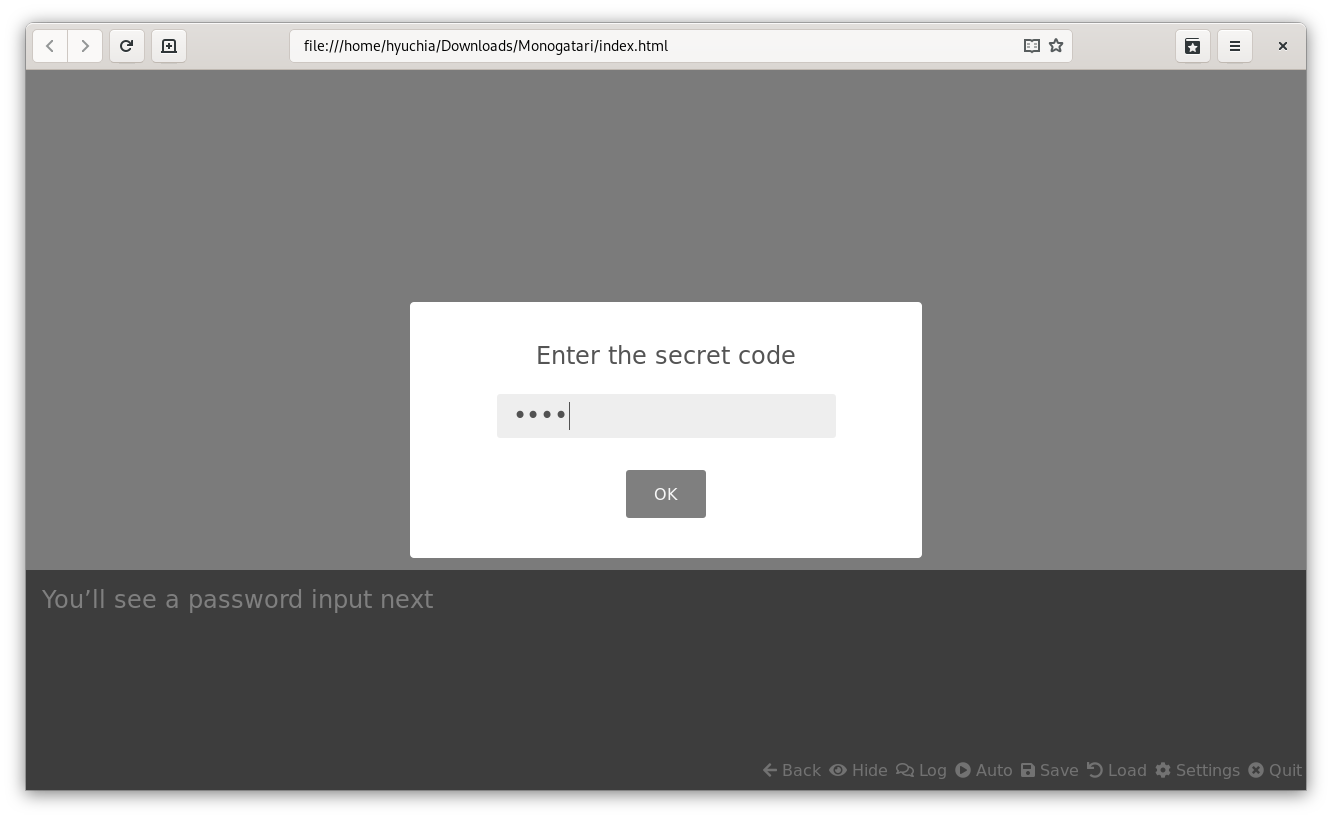 file:///home/hyuchia/Downloads/Monogatari/index.html
Enter the secret code
••••
OK
You’ll see a password input next
Back Hide Log Auto Save Load Settings Quit